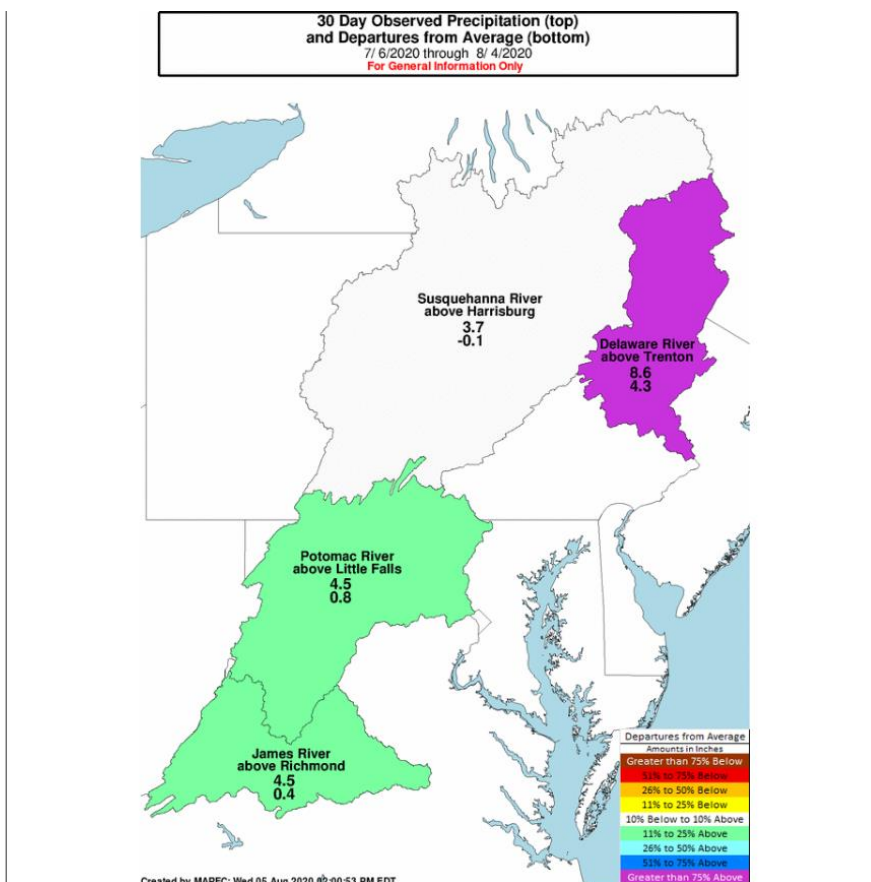 30 Day Observed Precipitation (top)
and Departures from Average (bottom)
7/ 6/2020 through 8/ 4/2020
For General Information Only
Susquehanna River
above Harrisburg
3.7
-0.1
Delaware River
above Trenton
8.6
4.3
Potomac River
above Little Falls
4.5
0.8
James River
above Richmond
4.5
0.4
Departures from Average
Amounts in Inches
Greater than 75% Below
51% to 75% Below
26% to 50% Below
11% to 25% Below
10% Below to 10% Above
11% to 25% Above
26% to 50% Above
51% to 75% Above
Greater than 75% Above
Created by MARFC: Wed 05 Aug 2020 02:00:53 PM EDT